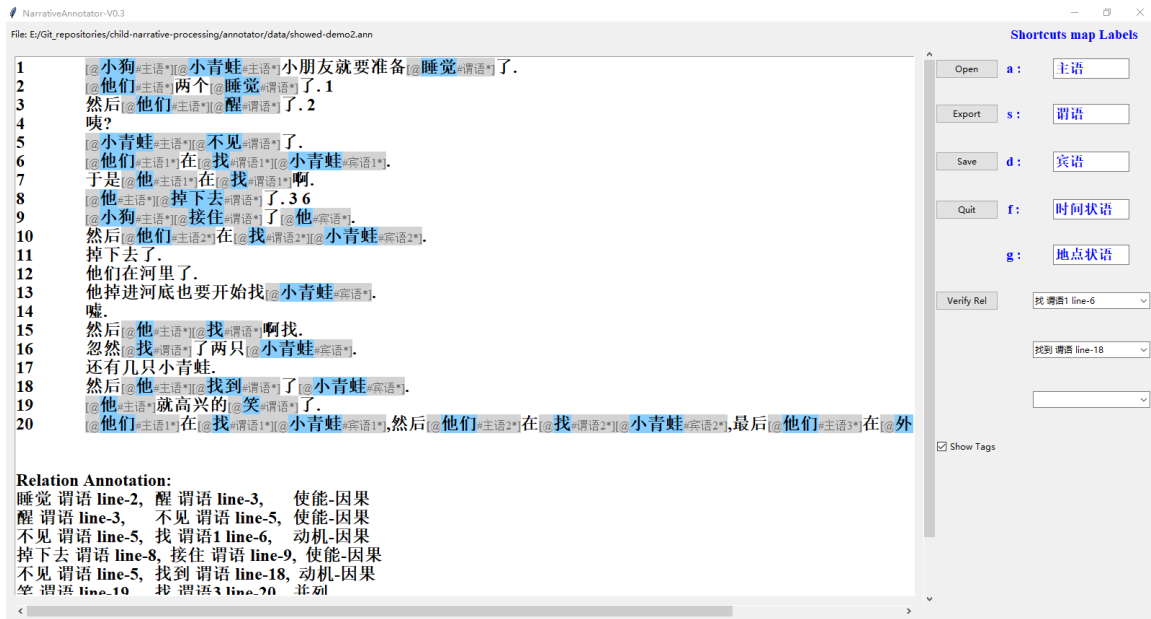 NarrativeAnnotator-V0.3
File: E:/Git_repositories/child-narrative-processing/annotator/data/showed-demo2.ann
Shortcuts map Labels
1 [@小狗#主语*][@小青蛙#主语*]小朋友就要准备[@睡觉#谓语*]了.
2 [@他们#主语*]两个[@睡觉#谓语*]了. 1
3 然后[@他们#主语*][@醒#谓语*]了. 2
4 咦?
5 [@小青蛙#主语*][@不见#谓语*]了.
6 [@他们#主语1*]在[@找#谓语1*][@小青蛙#宾语1*].
7 于是[@他#主语1*]在[@找#谓语1*]啊.
8 [@他#主语*][@掉下去#谓语*]了. 3 6
9 [@小狗#主语*][@接住#谓语*]了[@他#宾语*].
10 然后[@他们#主语2*]在[@找#谓语2*][@小青蛙#宾语2*].
11 掉下去了.
12 他们在河里了.
13 他掉进河底也要开始找[@小青蛙#宾语*].
14 嘘.
15 然后[@他#主语*][@找#谓语*]啊找.
16 忽然[@找#谓语*]了两只[@小青蛙#宾语*].
17 还有几只小青蛙.
18 然后[@他#主语*][@找到#谓语*]了[@小青蛙#宾语*].
19 [@他#主语*]就高兴的[@笑#谓语*]了.
20 [@他们#主语1*]在[@找#谓语1*][@小青蛙#宾语1*],然后[@他们#主语2*]在[@找#谓语2*][@小青蛙#宾语2*],最后[@他们#主语3*]在[@外
Relation Annotation:
睡觉 谓语 line-2, 醒 谓语 line-3, 使能-因果
醒 谓语 line-3, 不见 谓语 line-5, 使能-因果
不见 谓语 line-5, 找 谓语1 line-6, 动机-因果
掉下去 谓语 line-8, 接住 谓语 line-9, 使能-因果
不见 谓语 line-5, 找到 谓语 line-18, 动机-因果
笑 谓语 line-19, 找 谓语3 line-20, 并列
Open a : 主语
Export s : 谓语
Save d : 宾语
Quit f : 时间状语
g : 地点状语
Verify Rel 找 谓语1 line-6
找到 谓语 line-18
Show Tags